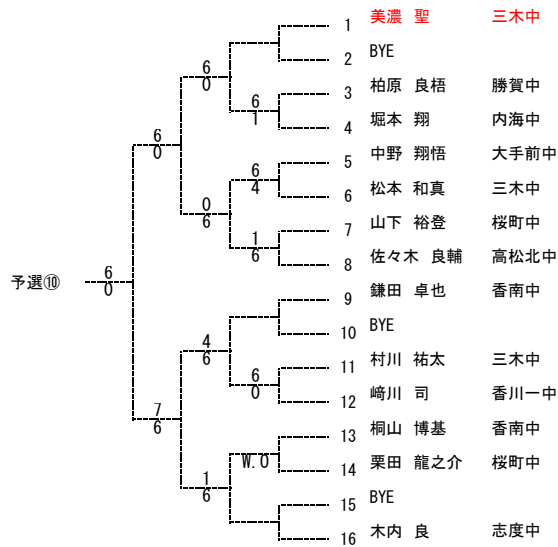 1 美濃 聖 三木中
2 BYE
6
0
3 柏原 良梧 勝賀中
6
1
4 堀本 翔 内海中
6
0
5 中野 翔悟 大手前中
6
4
6 松本 和真 三木中
0
6
7 山下 裕登 桜町中
1
6
8 佐々木 良輔 高松北中
予選⑩
6
0
9 鎌田 卓也 香南中
10 BYE
4
6
11 村川 祐太 三木中
6
0
12 﨑川 司 香川一中
7
6
13 桐山 博基 香南中
W.O
14 栗田 龍之介 桜町中
1
6
15 BYE
16 木内 良 志度中